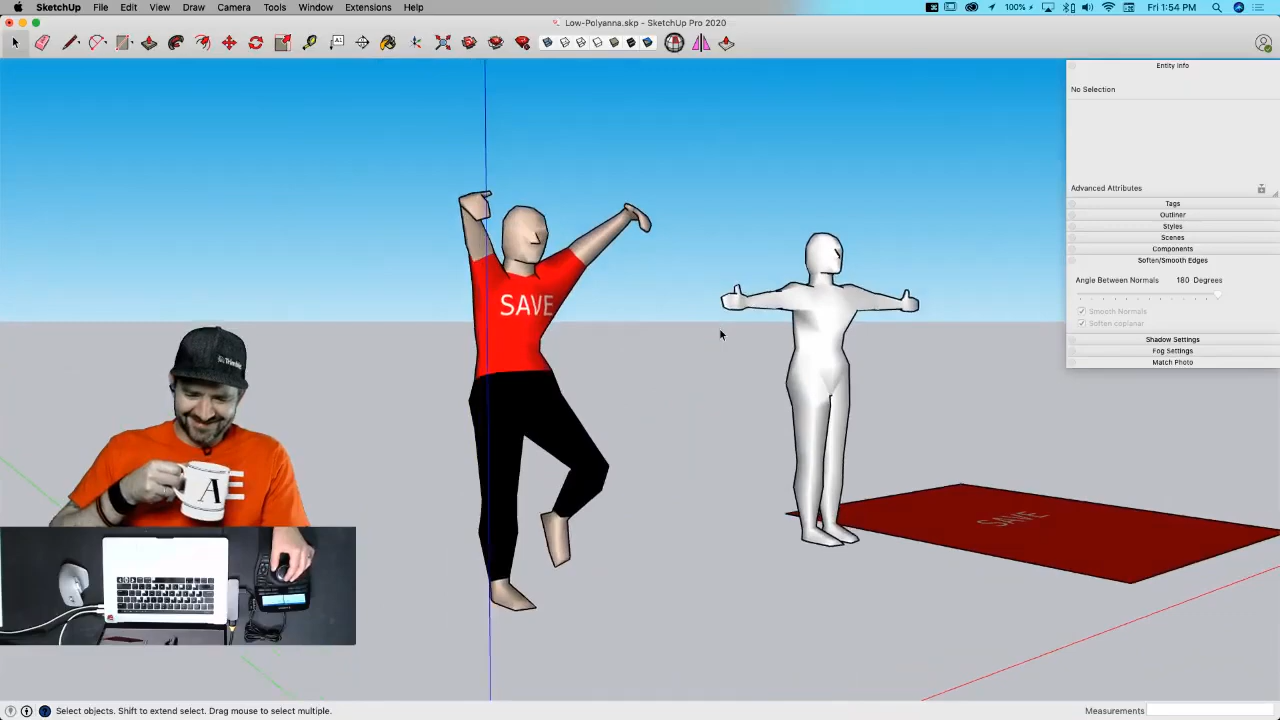 SketchUp File Edit View Draw Camera Tools Window Extensions Help 100% Fri 1:54 PM
Low-Polyanna.skp - SketchUp Pro 2020
Entity Info
No Selection
Advanced Attributes
Tags
Outliner
Styles
Scenes
Components
Soften/Smooth Edges
Angle Between Normals 180 Degrees
Smooth Normals
Soften coplanar
Shadow Settings
Fog Settings
Match Photo
SAVE
SAVE
Trimble
A
E
Select objects. Shift to extend select. Drag mouse to select multiple.
Measurements